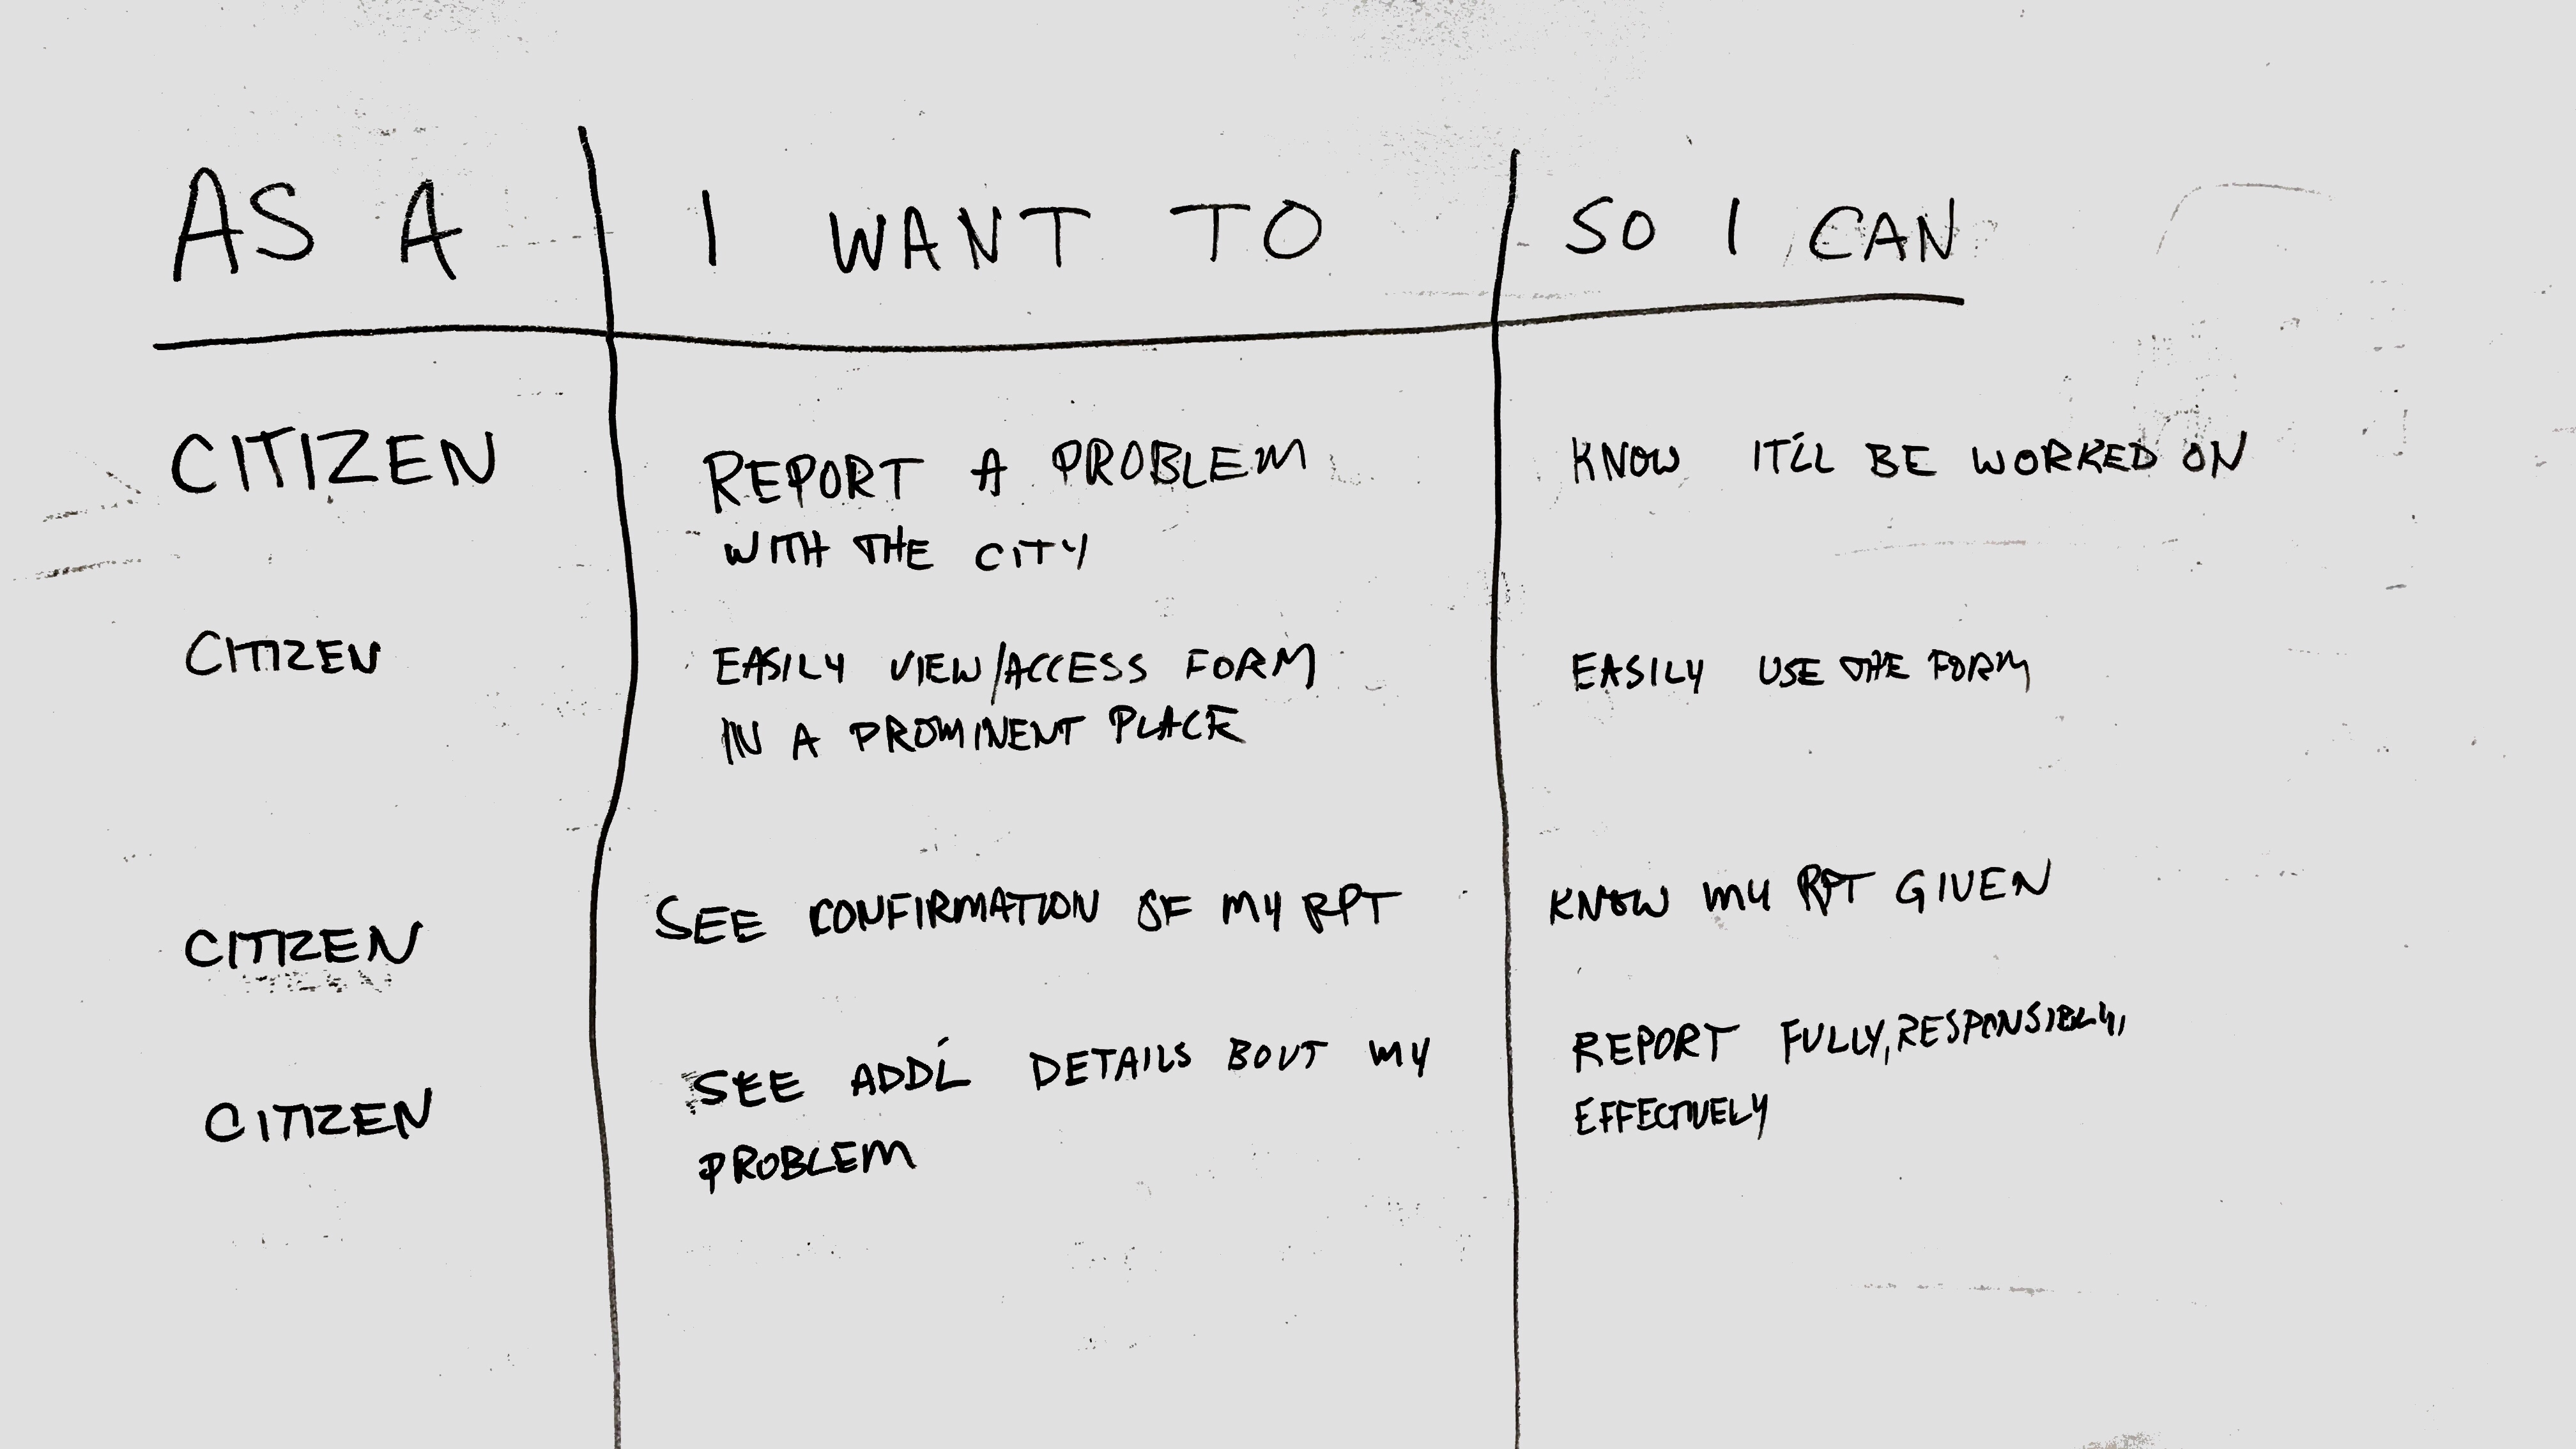 AS A I WANT TO SO I CAN
CITIZEN REPORT A PROBLEM KNOW IT'LL BE WORKED ON
WITH THE CITY
CITIZEN EASILY VIEW/ACCESS FORM EASILY USE THE FORM
IN A PROMINENT PLACE
CITIZEN SEE CONFIRMATION OF MY RPT KNOW MY RPT GIVEN
CITIZEN SEE ADD'L DETAILS BOUT MY REPORT FULLY, RESPONSIBLY,
PROBLEM EFFECTIVELY